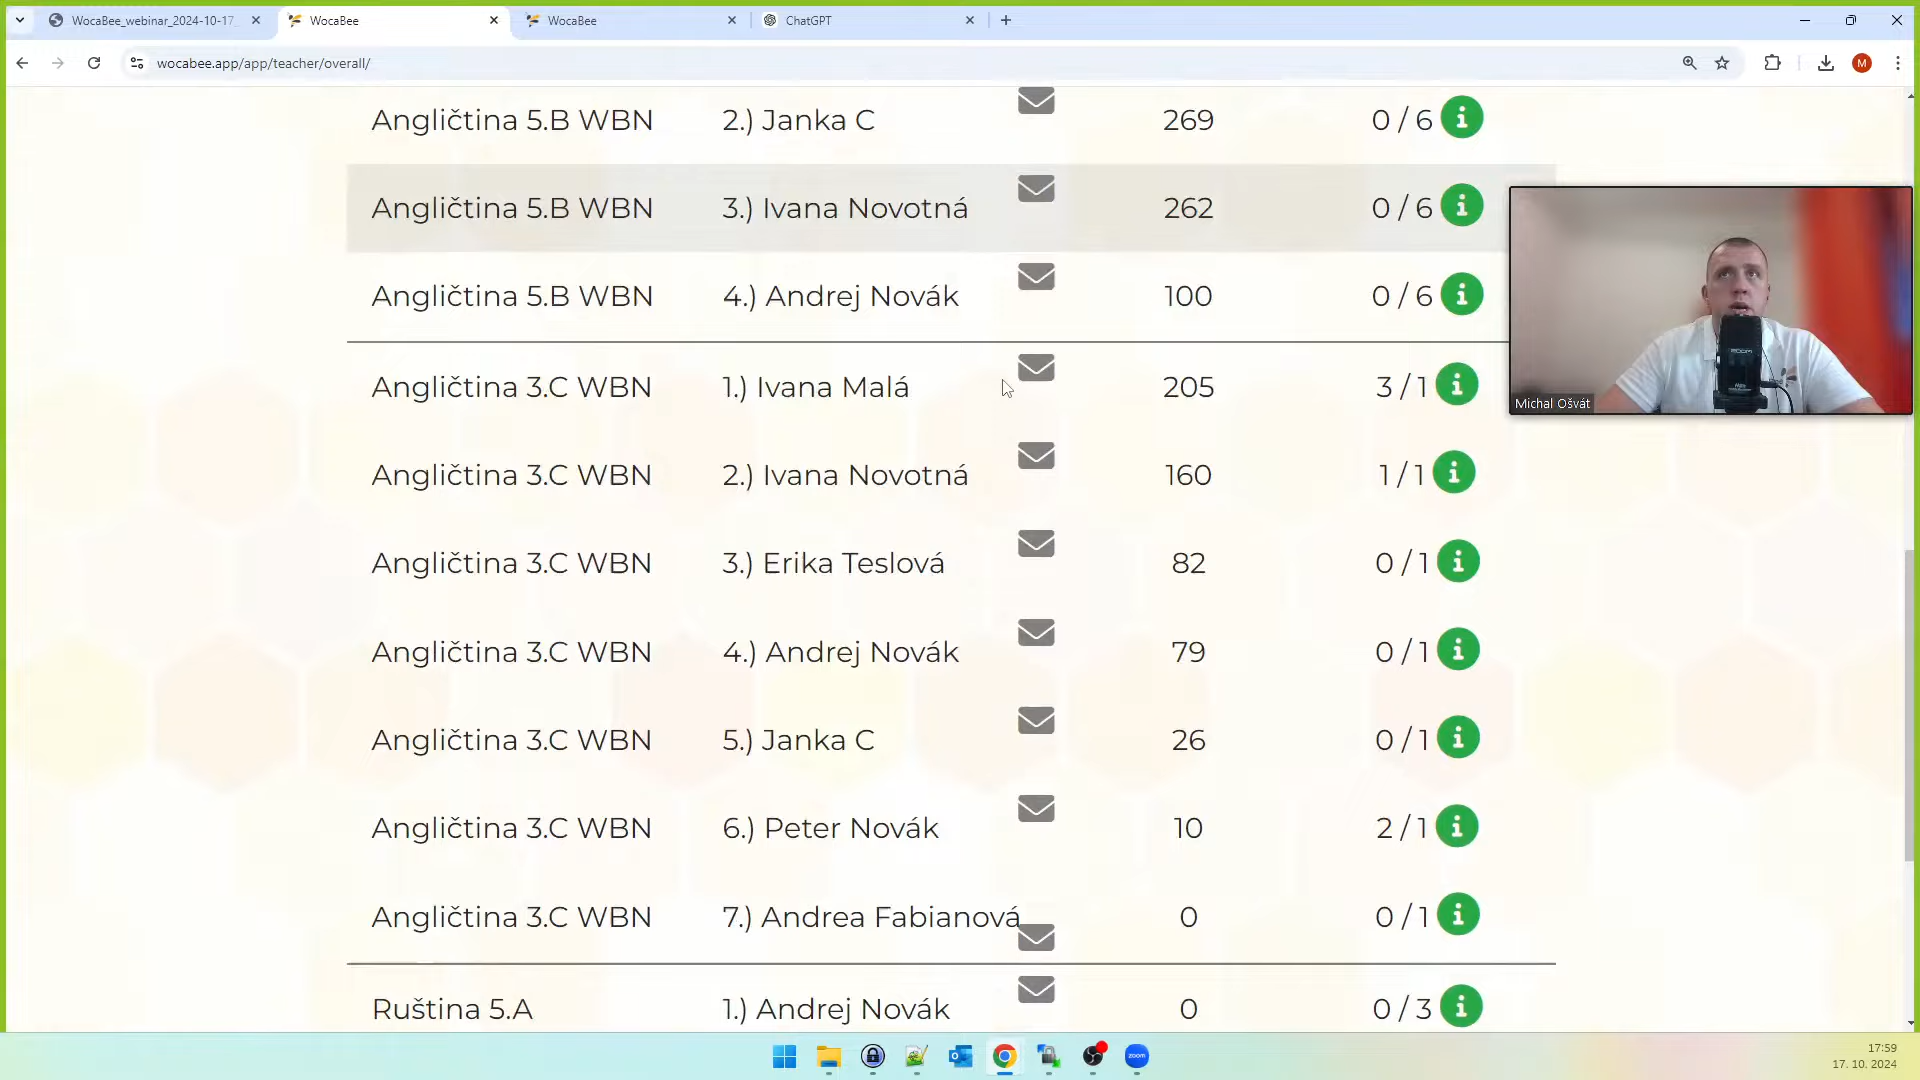 WocaBee_webinar_2024-10-17_
WocaBee
WocaBee
ChatGPT
wocabee.app/app/teacher/overall/
M
Angličtina 5.B WBN 2.) Janka C 269 0 / 6
Angličtina 5.B WBN 3.) Ivana Novotná 262 0 / 6
Angličtina 5.B WBN 4.) Andrej Novák 100 0 / 6
Angličtina 3.C WBN 1.) Ivana Malá 205 3 / 1
Michal Ošvát
Angličtina 3.C WBN 2.) Ivana Novotná 160 1 / 1
Angličtina 3.C WBN 3.) Erika Teslová 82 0 / 1
Angličtina 3.C WBN 4.) Andrej Novák 79 0 / 1
Angličtina 3.C WBN 5.) Janka C 26 0 / 1
Angličtina 3.C WBN 6.) Peter Novák 10 2 / 1
Angličtina 3.C WBN 7.) Andrea Fabianová 0 0 / 1
Ruština 5.A 1.) Andrej Novák 0 0 / 3
zoom
17:59
17. 10. 2024